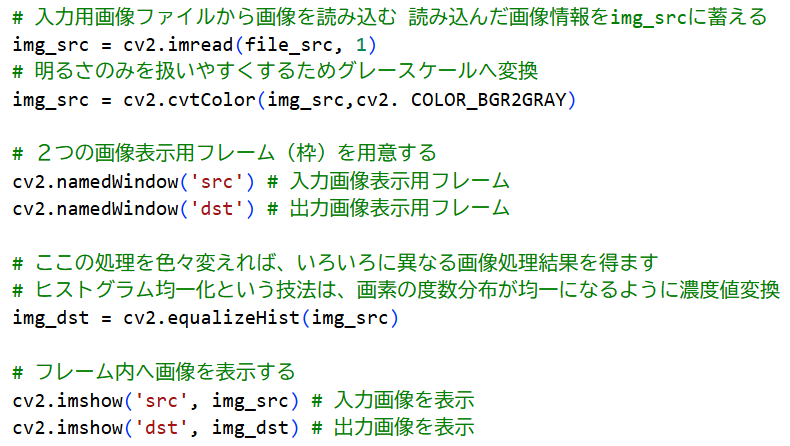 # 入力用画像ファイルから画像を読み込む 読み込んだ画像情報をimg_srcに蓄える
img_src = cv2.imread(file_src, 1)
# 明るさのみを扱いやすくするためグレースケールへ変換
img_src = cv2.cvtColor(img_src,cv2. COLOR_BGR2GRAY)
# ２つの画像表示用フレーム（枠）を用意する
cv2.namedWindow('src') # 入力画像表示用フレーム
cv2.namedWindow('dst') # 出力画像表示用フレーム
# ここの処理を色々変えれば、いろいろに異なる画像処理結果を得ます
# ヒストグラム均一化という技法は、画素の度数分布が均一になるように濃度値変換
img_dst = cv2.equalizeHist(img_src)
# フレーム内へ画像を表示する
cv2.imshow('src', img_src) # 入力画像を表示
cv2.imshow('dst', img_dst) # 出力画像を表示